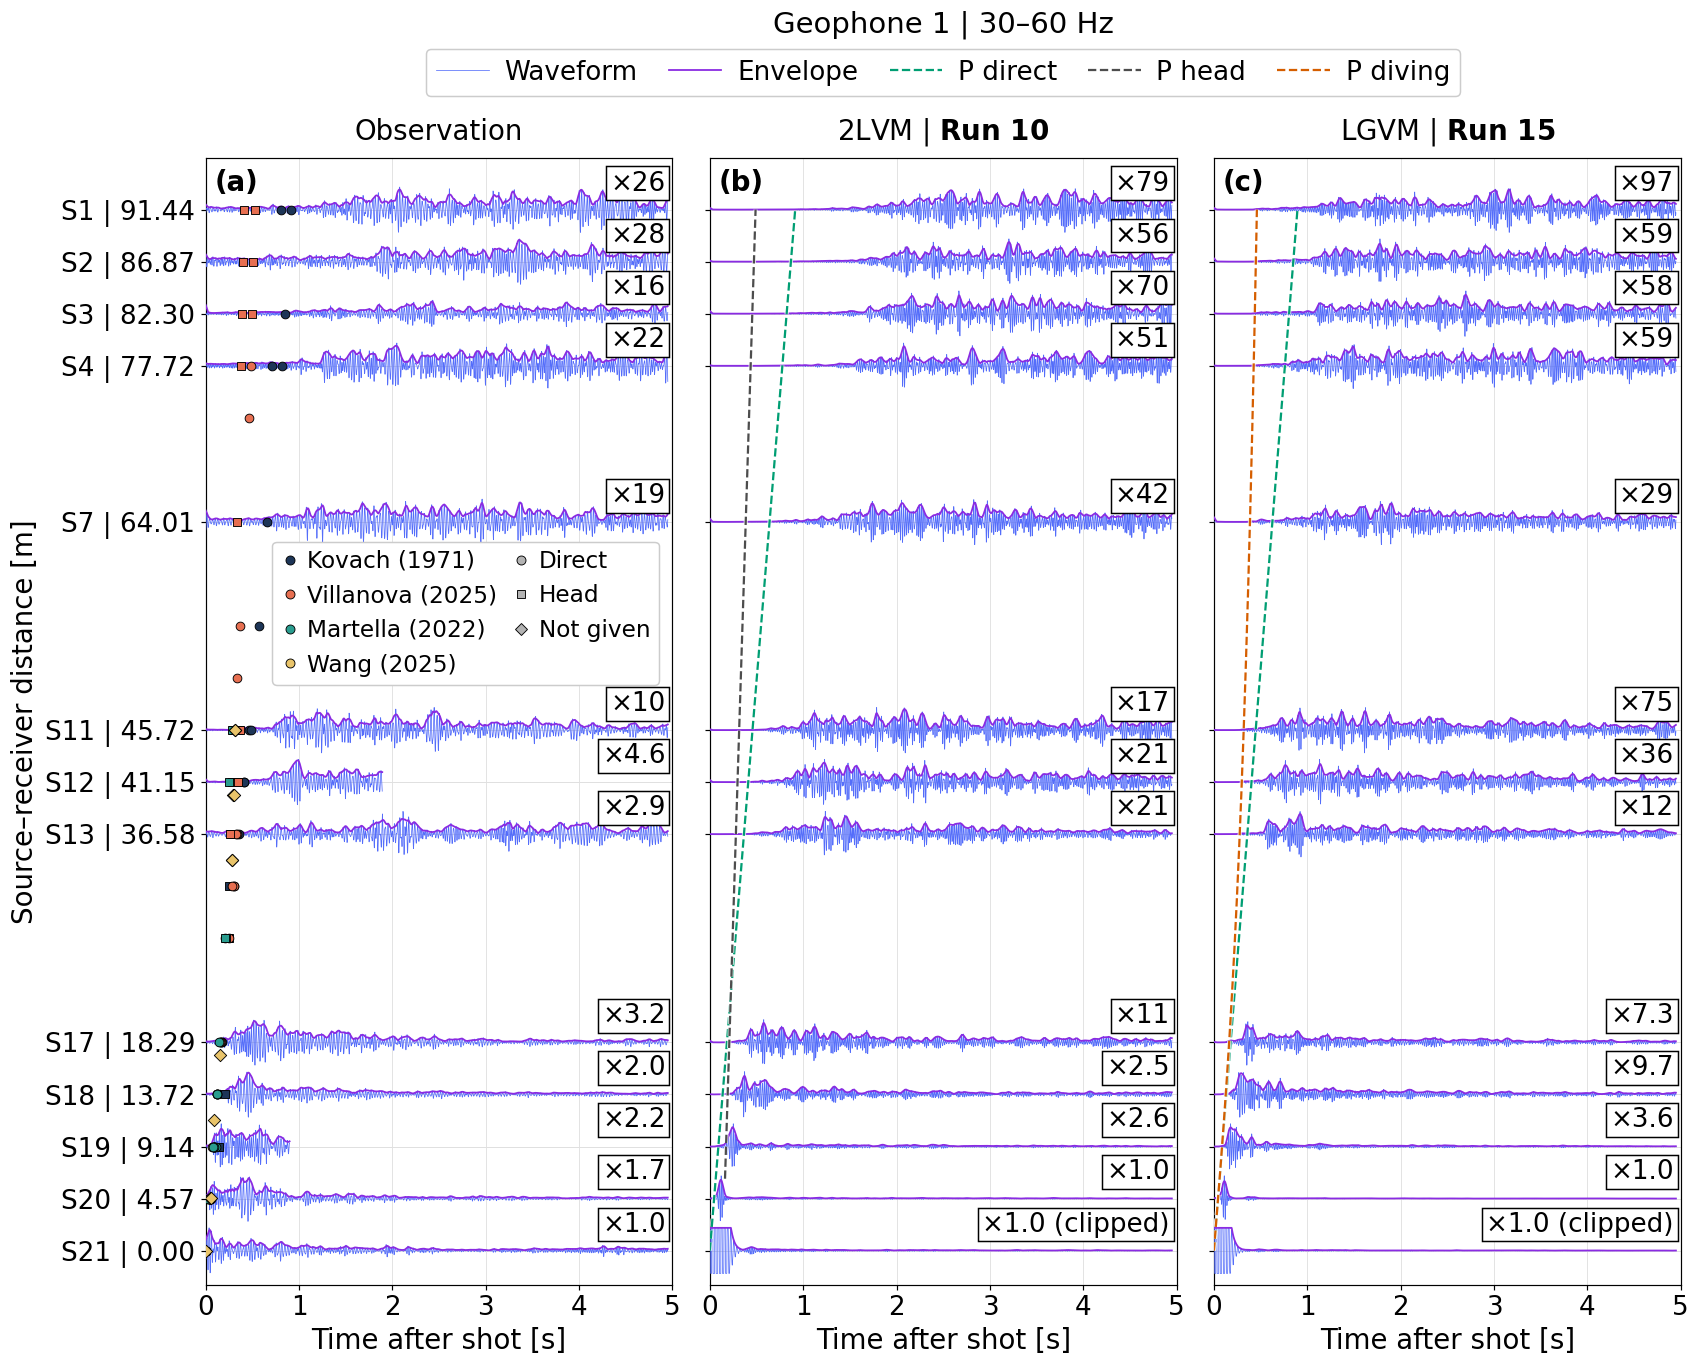 Geophone 1 | 30–60 Hz
Waveform Envelope P direct P head P diving
Observation
2LVM | Run 10
LGVM | Run 15
Source–receiver distance [m]
S1 | 91.44
S2 | 86.87
S3 | 82.30
S4 | 77.72
S7 | 64.01
S11 | 45.72
S12 | 41.15
S13 | 36.58
S17 | 18.29
S18 | 13.72
S19 | 9.14
S20 | 4.57
S21 | 0.00
(a)
×26
×28
×16
×22
×19
Kovach (1971) Direct
Villanova (2025) Head
Martella (2022) Not given
Wang (2025)
×10
×4.6
×2.9
×3.2
×2.0
×2.2
×1.7
×1.0
0 1 2 3 4 5
Time after shot [s]
(b)
×79
×56
×70
×51
×42
×17
×21
×21
×11
×2.5
×2.6
×1.0
×1.0 (clipped)
0 1 2 3 4 5
Time after shot [s]
(c)
×97
×59
×58
×59
×29
×75
×36
×12
×7.3
×9.7
×3.6
×1.0
×1.0 (clipped)
0 1 2 3 4 5
Time after shot [s]